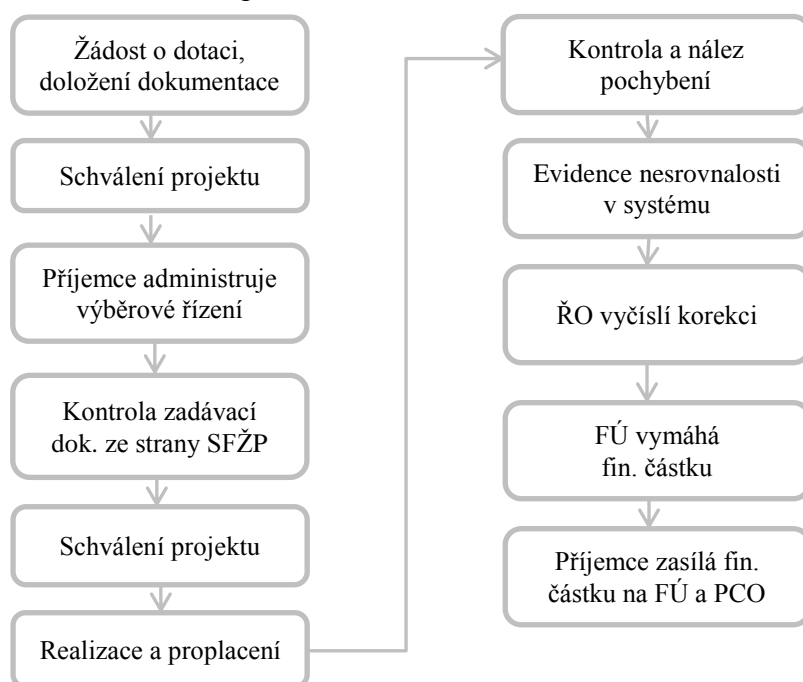 Žádost o dotaci,
doložení dokumentace
Schválení projektu
Příjemce administruje
výběrové řízení
Kontrola zadávací
dok. ze strany SFŽP
Schválení projektu
Realizace a proplacení
Kontrola a nález
pochybení
Evidence nesrovnalosti
v systému
ŘO vyčíslí korekci
FÚ vymáhá
fin. částku
Příjemce zasílá fin.
částku na FÚ a PCO